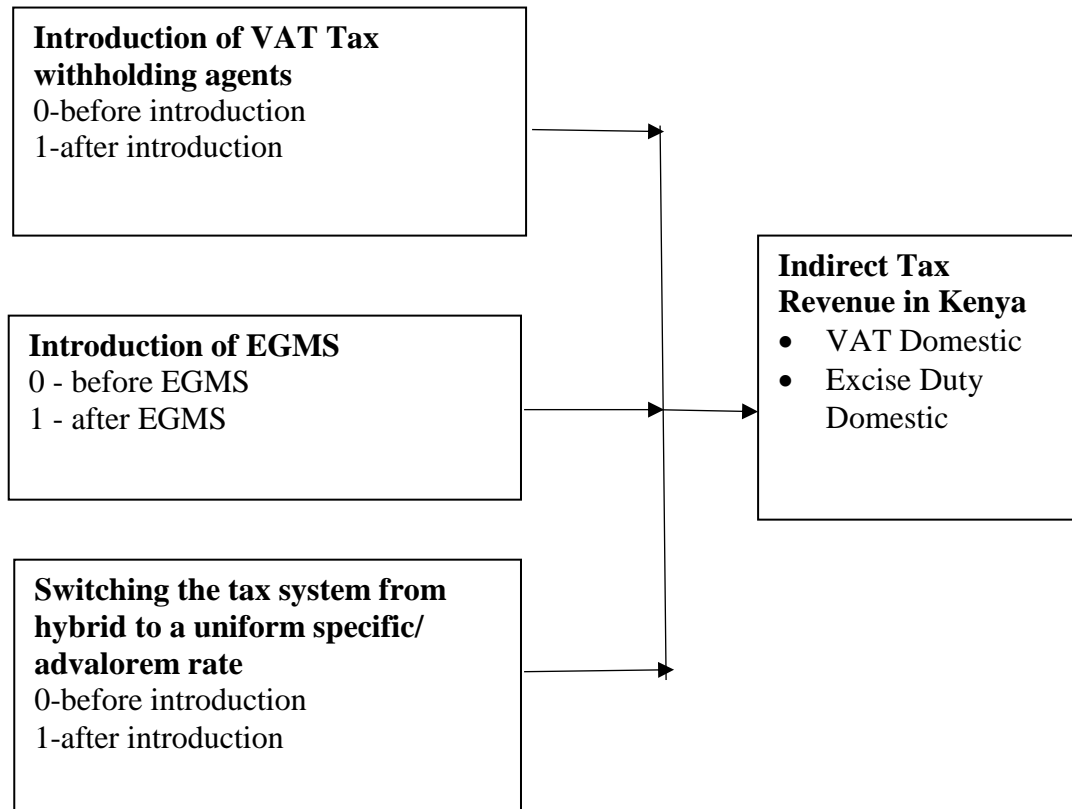 Introduction of VAT Tax
withholding agents
0-before introduction
1-after introduction
Introduction of EGMS
0 - before EGMS
1 - after EGMS
Switching the tax system from
hybrid to a uniform specific/
advalorem rate
0-before introduction
1-after introduction
Indirect Tax
Revenue in Kenya
• VAT Domestic
• Excise Duty
Domestic